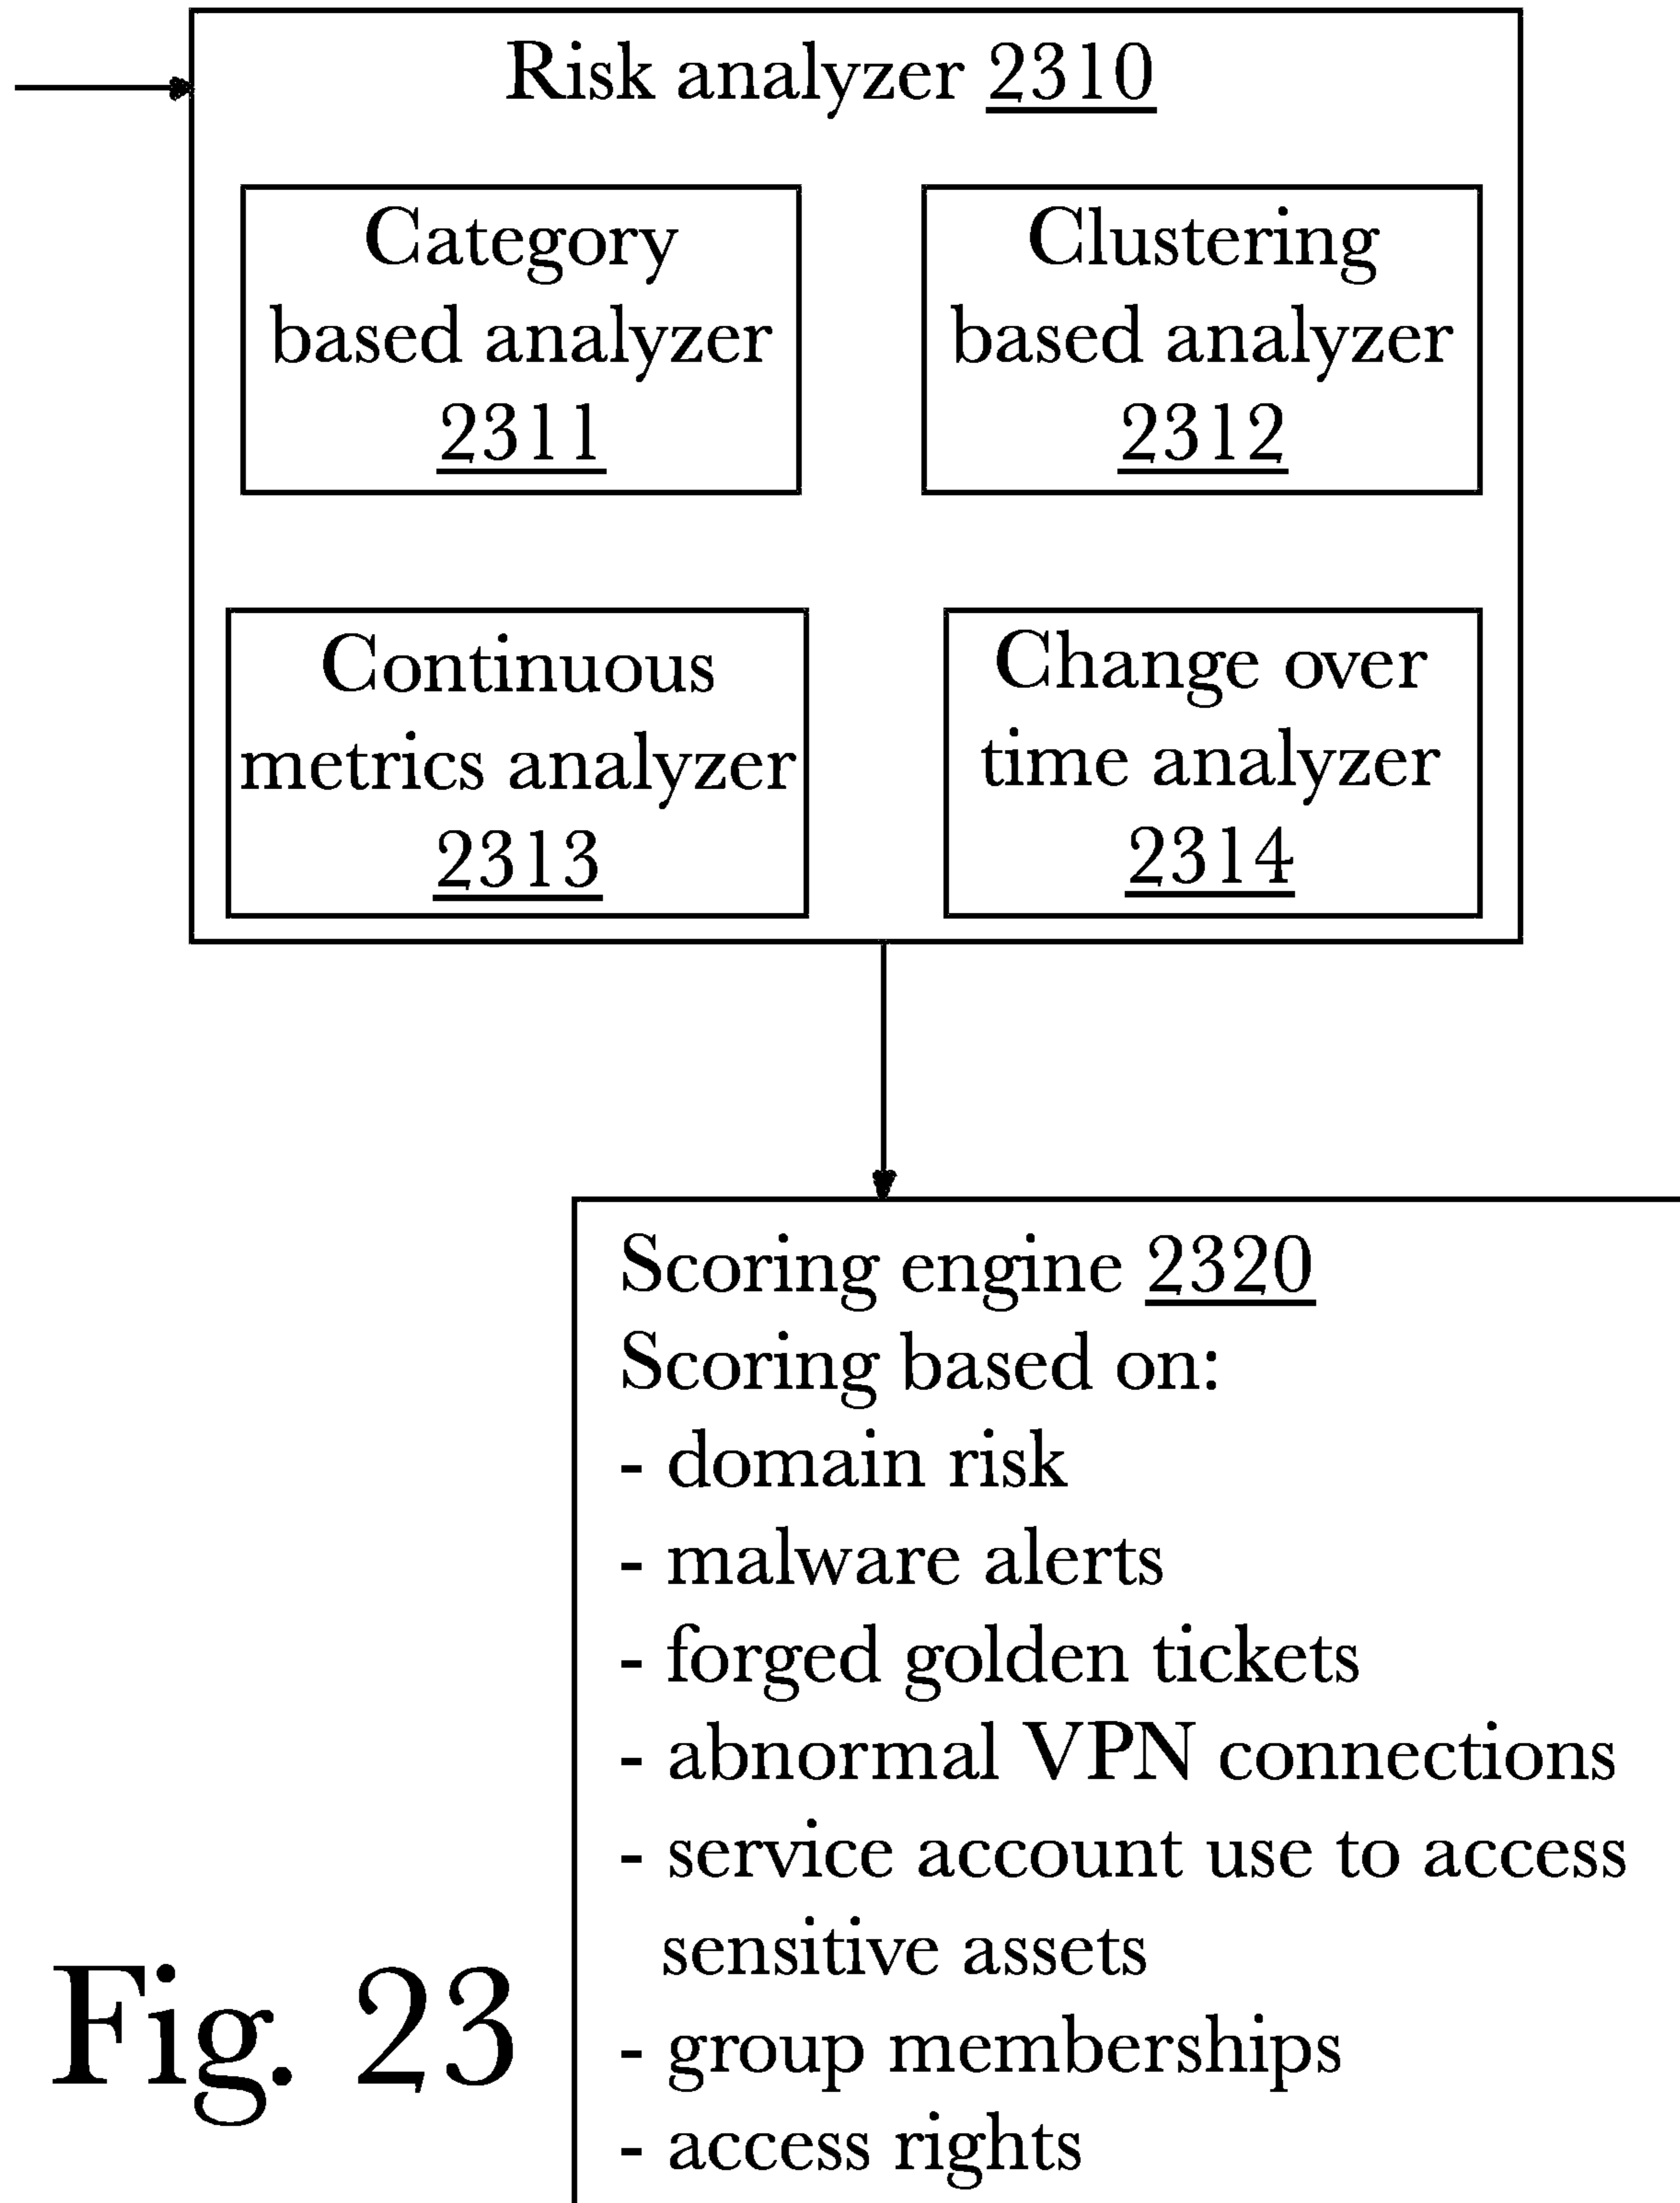 Risk analyzer 2310
Category
based analyzer
2311
Clustering
based analyzer
2312
Continuous
metrics analyzer
2313
Change over
time analyzer
2314
Scoring engine 2320
Scoring based on:
- domain risk
- malware alerts
- forged golden tickets
- abnormal VPN connections
- service account use to access
sensitive assets
- group memberships
- access rights
Fig. 23